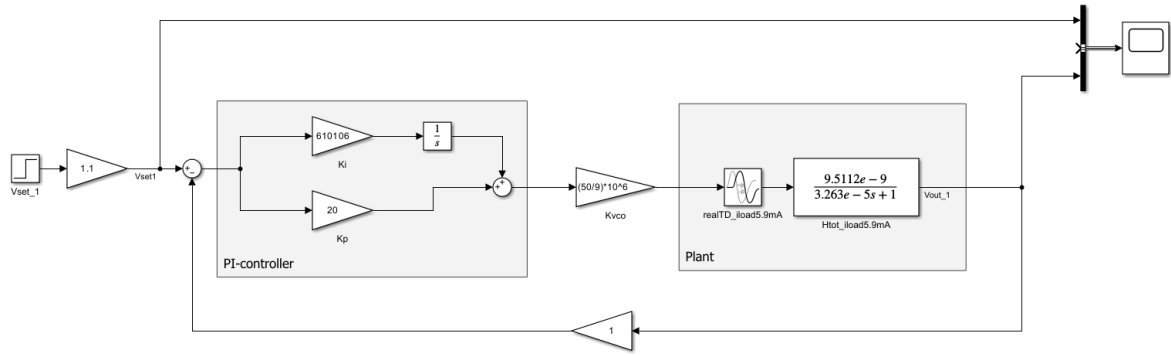 Vset_1
1.1
Vset1
+
−
610106
Ki
1
s
20
Kp
+
+
PI-controller
(50/9)*10^6
Kvco
realTD_iload5.9mA
9.5112e − 9
3.263e − 5s + 1
Htot_iload5.9mA
Vout_1
Plant
1